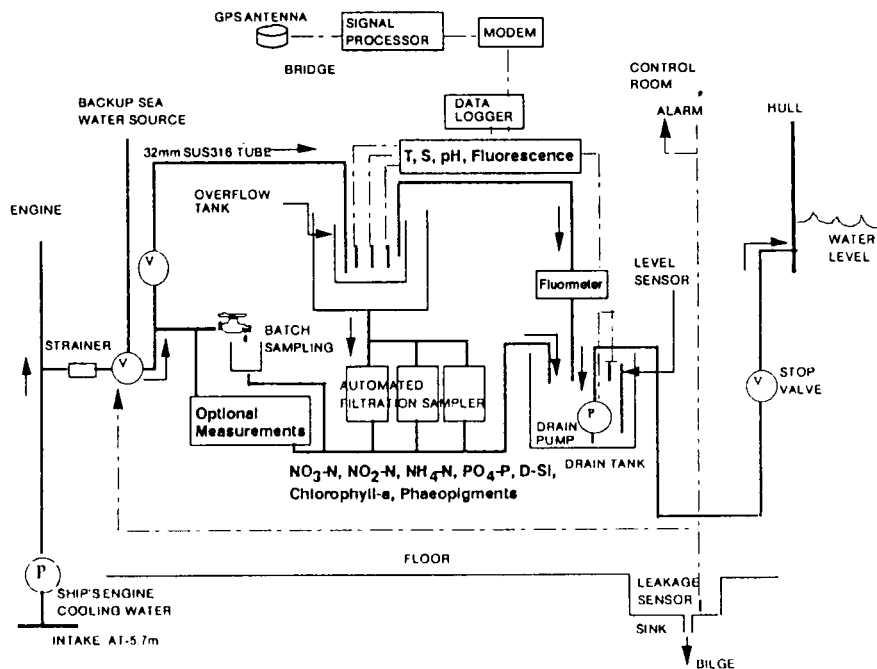 GPS ANTENNA
SIGNAL
PROCESSOR
MODEM
BRIDGE
CONTROL
ROOM
BACKUP SEA
WATER SOURCE
DATA
LOGGER
ALARM
HULL
32mm SUS316 TUBE
T, S, pH, Fluorescence
OVERFLOW
TANK
ENGINE
WATER
LEVEL
LEVEL
SENSOR
V
Fluormeter
STRAINER
V
BATCH
SAMPLING
STOP
VALVE
V
AUTOMATED
FILTRATION SAMPLER
Optional
Measurements
P
DRAIN
PUMP
DRAIN TANK
NO3-N, NO2-N, NH4-N, PO4-P, D-Si,
Chlorophyll-a, Phaeopigments
FLOOR
P
SHIP'S ENGINE
COOLING WATER
LEAKAGE
SENSOR
SINK
INTAKE AT-5.7m
BILGE